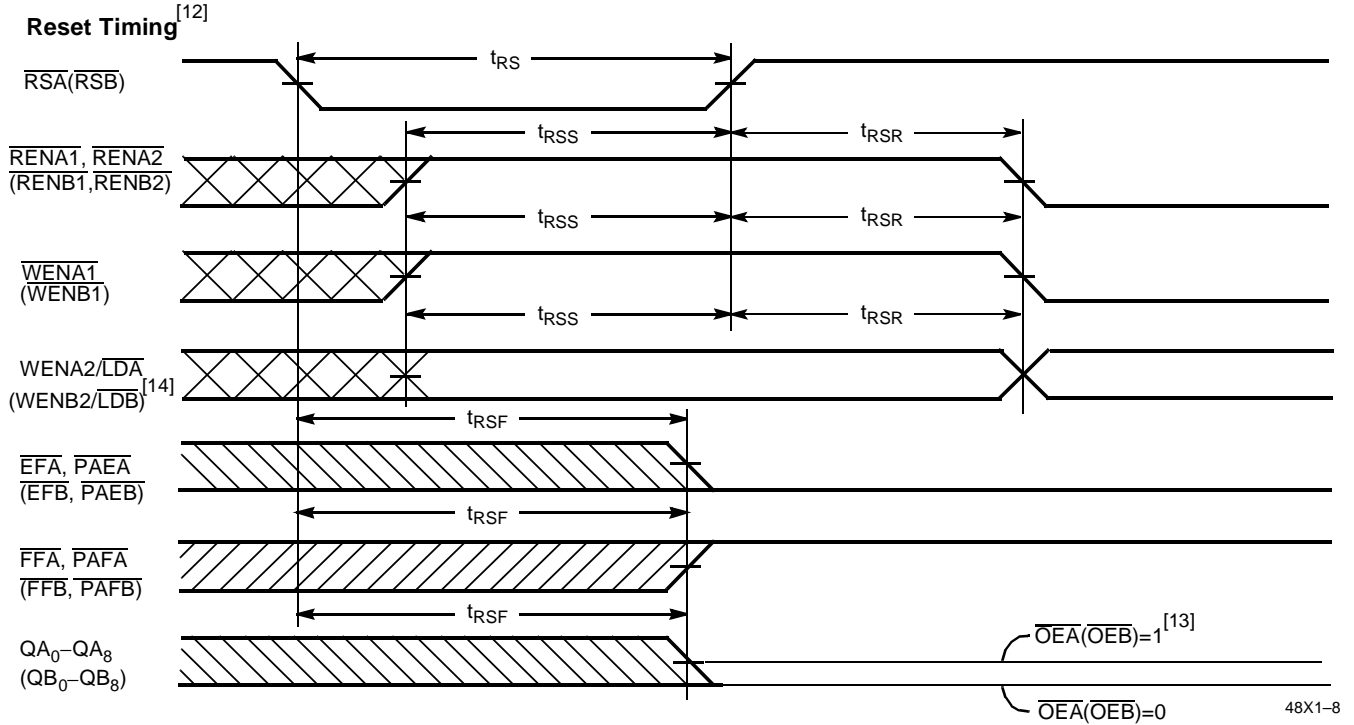 Reset Timing[12]
RSA(RSB)
tRS
tRSS
tRSR
RENA1, RENA2
(RENB1,RENB2)
tRSS
tRSR
WENA1
(WENB1)
tRSS
tRSR
WENA2/LDA
(WENB2/LDB)[14]
tRSF
EFA, PAEA
(EFB, PAEB)
tRSF
FFA, PAFA
(FFB, PAFB)
tRSF
OEA(OEB)=1[13]
QA0–QA8
(QB0–QB8)
OEA(OEB)=0
48X1–8